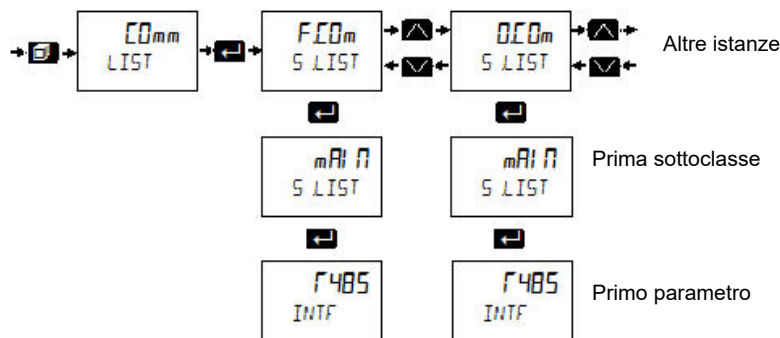 COmm F.COm O.COm Altre istanze
LIST S.LIST S.LIST
mAIN mAIN Prima sottoclasse
S.LIST S.LIST
r485 r485 Primo parametro
INTF INTF